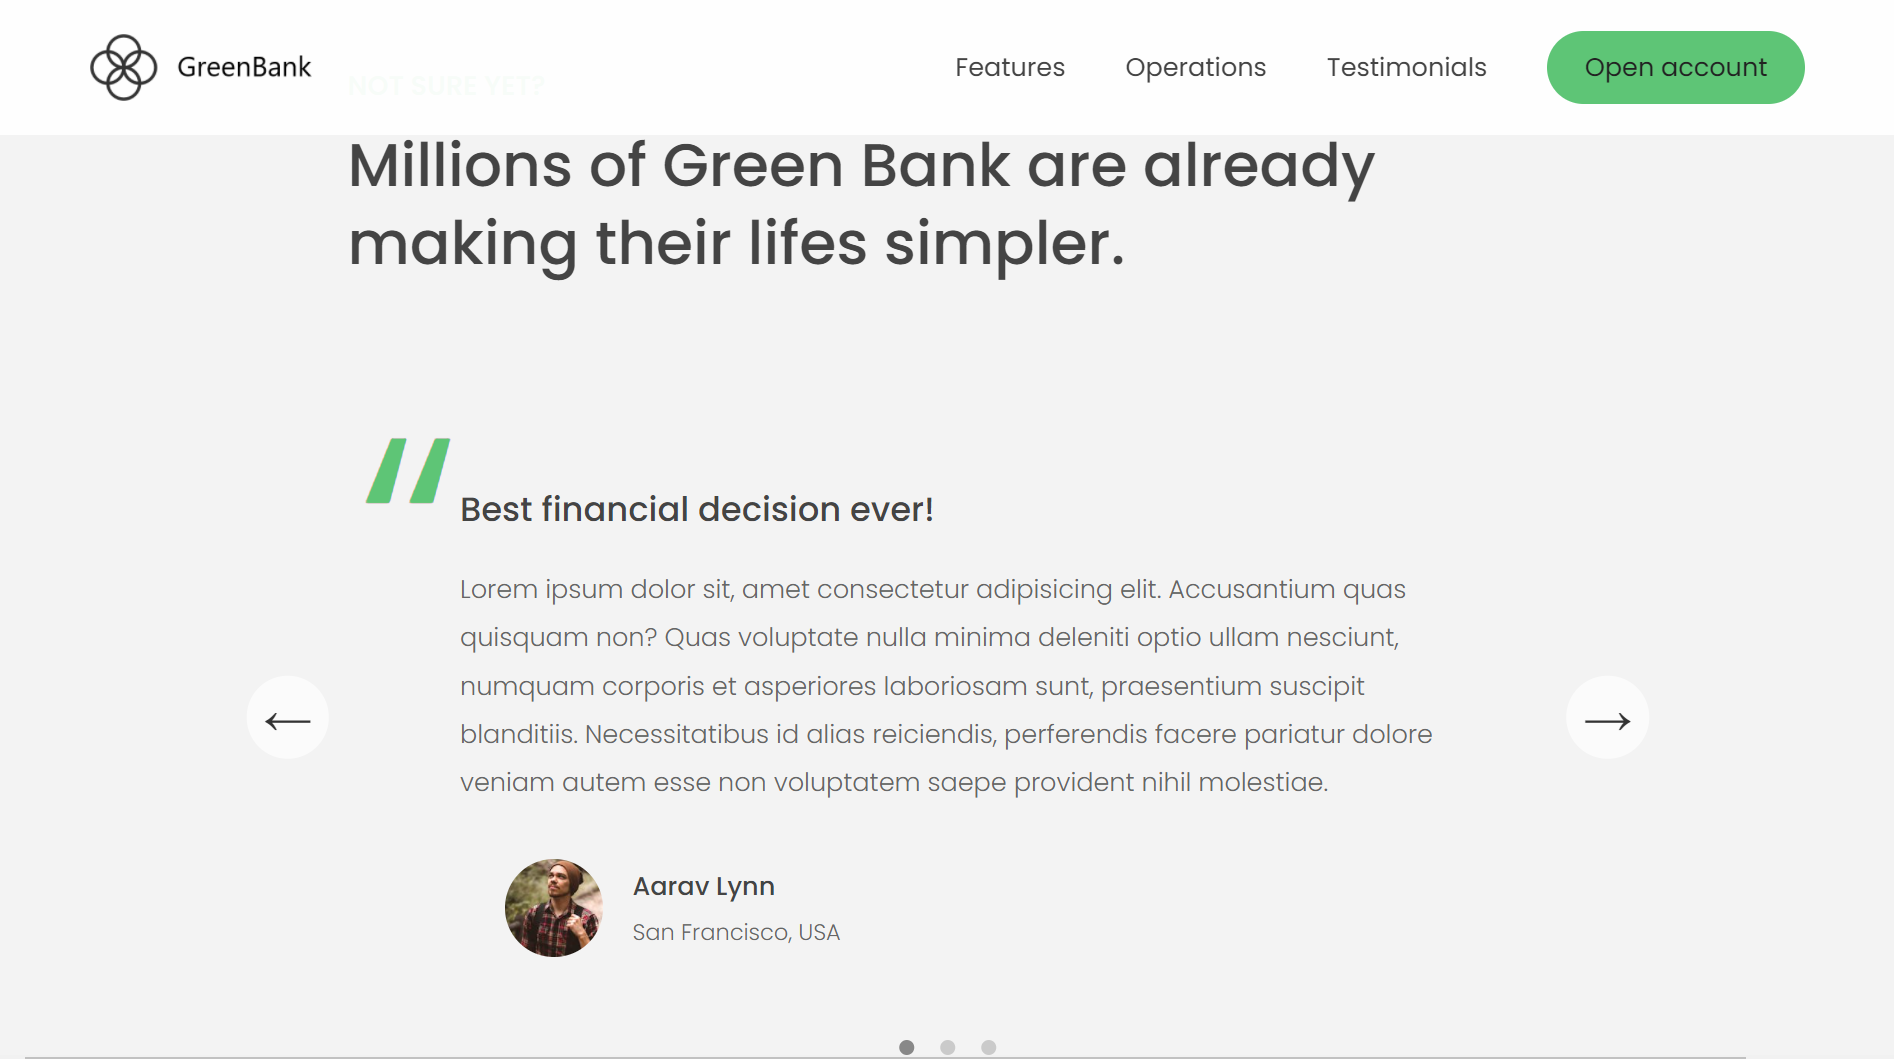 GreenBank
Features
Operations
Testimonials
Open account
NOT SURE YET?
Millions of Green Bank are already
making their lifes simpler.
Best financial decision ever!
Lorem ipsum dolor sit, amet consectetur adipisicing elit. Accusantium quas
quisquam non? Quas voluptate nulla minima deleniti optio ullam nesciunt,
numquam corporis et asperiores laboriosam sunt, praesentium suscipit
blanditiis. Necessitatibus id alias reiciendis, perferendis facere pariatur dolore
veniam autem esse non voluptatem saepe provident nihil molestiae.
Aarav Lynn
San Francisco, USA